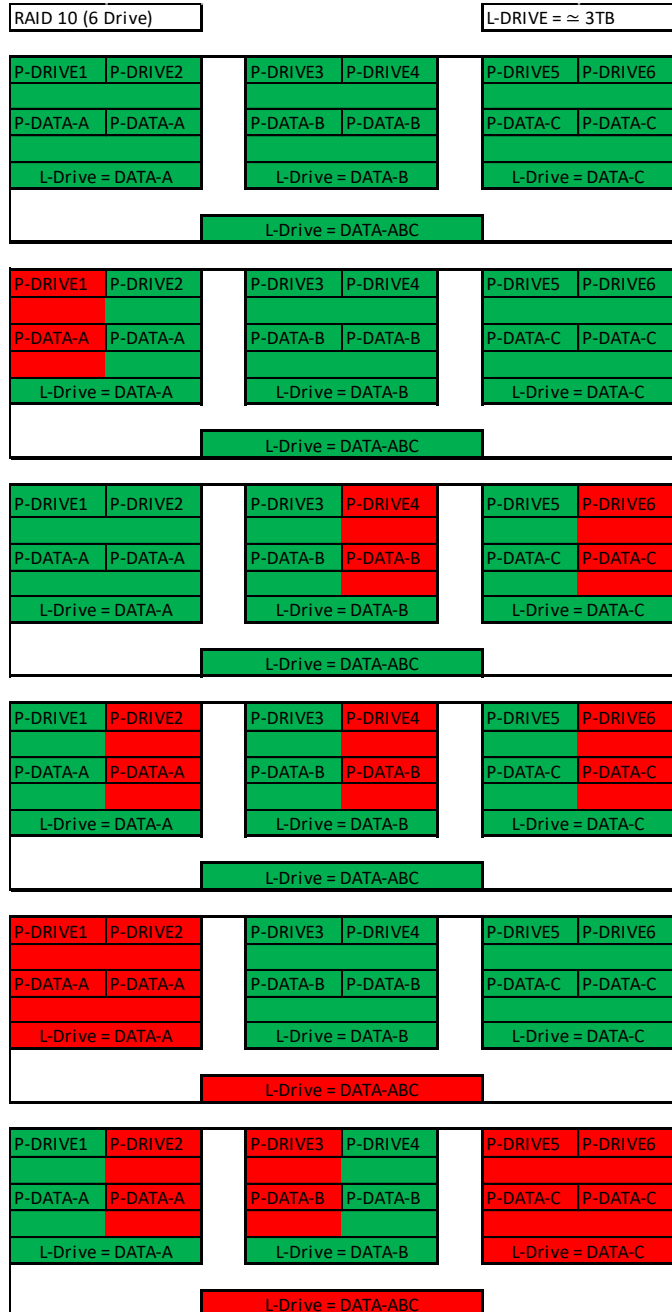 RAID 10 (6 Drive) L-DRIVE = ≃ 3TB
P-DRIVE1 P-DRIVE2 P-DRIVE3 P-DRIVE4 P-DRIVE5 P-DRIVE6
P-DATA-A P-DATA-A P-DATA-B P-DATA-B P-DATA-C P-DATA-C
L-Drive = DATA-A L-Drive = DATA-B L-Drive = DATA-C
L-Drive = DATA-ABC
P-DRIVE1 P-DRIVE2 P-DRIVE3 P-DRIVE4 P-DRIVE5 P-DRIVE6
P-DATA-A P-DATA-A P-DATA-B P-DATA-B P-DATA-C P-DATA-C
L-Drive = DATA-A L-Drive = DATA-B L-Drive = DATA-C
L-Drive = DATA-ABC
P-DRIVE1 P-DRIVE2 P-DRIVE3 P-DRIVE4 P-DRIVE5 P-DRIVE6
P-DATA-A P-DATA-A P-DATA-B P-DATA-B P-DATA-C P-DATA-C
L-Drive = DATA-A L-Drive = DATA-B L-Drive = DATA-C
L-Drive = DATA-ABC
P-DRIVE1 P-DRIVE2 P-DRIVE3 P-DRIVE4 P-DRIVE5 P-DRIVE6
P-DATA-A P-DATA-A P-DATA-B P-DATA-B P-DATA-C P-DATA-C
L-Drive = DATA-A L-Drive = DATA-B L-Drive = DATA-C
L-Drive = DATA-ABC
P-DRIVE1 P-DRIVE2 P-DRIVE3 P-DRIVE4 P-DRIVE5 P-DRIVE6
P-DATA-A P-DATA-A P-DATA-B P-DATA-B P-DATA-C P-DATA-C
L-Drive = DATA-A L-Drive = DATA-B L-Drive = DATA-C
L-Drive = DATA-ABC
P-DRIVE1 P-DRIVE2 P-DRIVE3 P-DRIVE4 P-DRIVE5 P-DRIVE6
P-DATA-A P-DATA-A P-DATA-B P-DATA-B P-DATA-C P-DATA-C
L-Drive = DATA-A L-Drive = DATA-B L-Drive = DATA-C
L-Drive = DATA-ABC